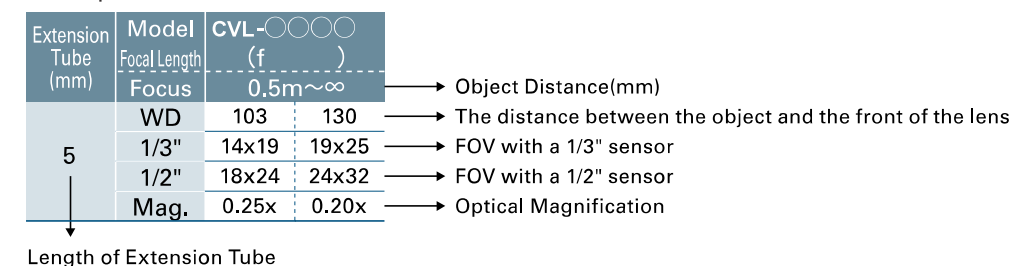 Extension Tube (mm) Model CVL-○○○○
Focal Length (f )
Focus 0.5m～∞ Object Distance(mm)
WD 103 130 The distance between the object and the front of the lens
5 1/3" 14x19 19x25 FOV with a 1/3" sensor
1/2" 18x24 24x32 FOV with a 1/2" sensor
Mag. 0.25x 0.20x Optical Magnification
Length of Extension Tube